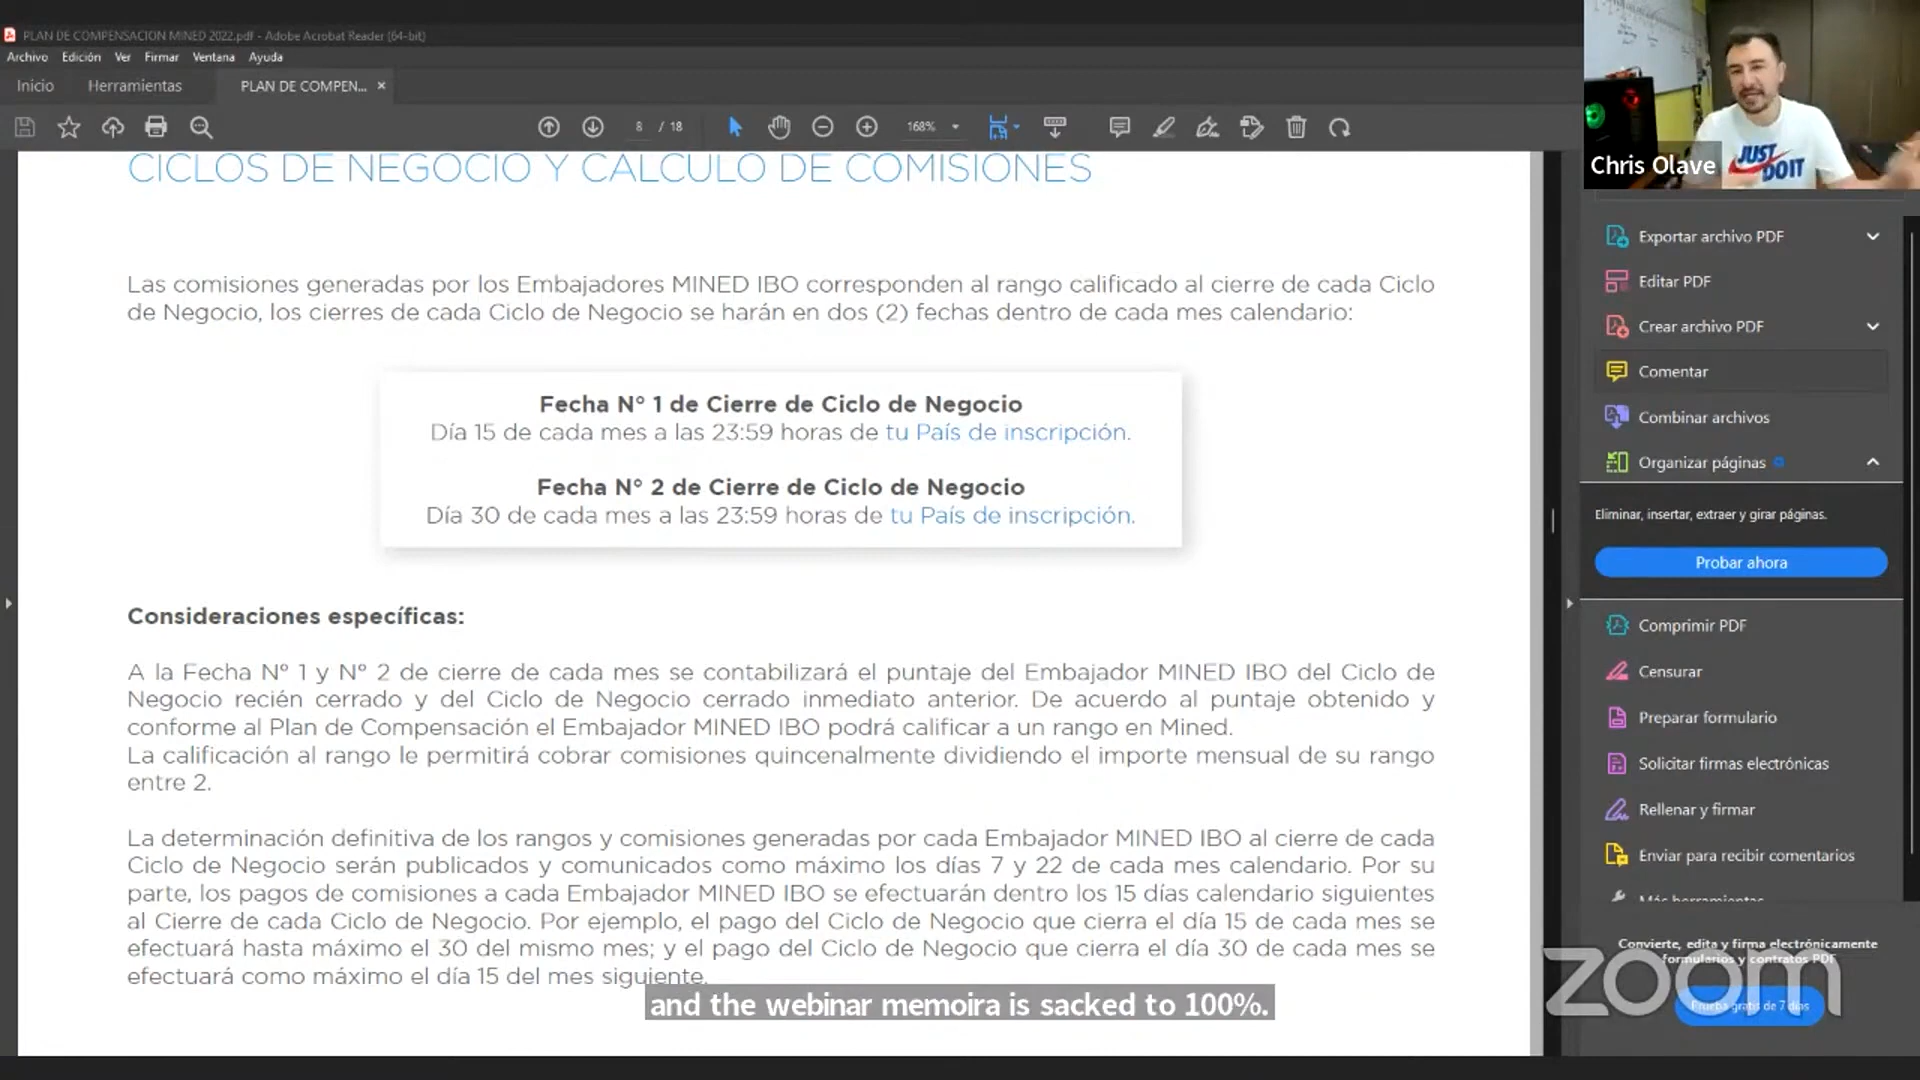 PLAN DE COMPENSACION MINED 2022.pdf - Adobe Acrobat Reader (64-bit)
Archivo Edición Ver Firmar Ventana Ayuda
Inicio Herramientas PLAN DE COMPEN... ×
8 / 18 168%
CICLOS DE NEGOCIO Y CALCULO DE COMISIONES
Las comisiones generadas por los Embajadores MINED IBO corresponden al rango calificado al cierre de cada Ciclo
de Negocio, los cierres de cada Ciclo de Negocio se harán en dos (2) fechas dentro de cada mes calendario:
Fecha N° 1 de Cierre de Ciclo de Negocio
Día 15 de cada mes a las 23:59 horas de tu País de inscripción.
Fecha N° 2 de Cierre de Ciclo de Negocio
Día 30 de cada mes a las 23:59 horas de tu País de inscripción.
Consideraciones específicas:
A la Fecha N° 1 y N° 2 de cierre de cada mes se contabilizará el puntaje del Embajador MINED IBO del Ciclo de
Negocio recién cerrado y del Ciclo de Negocio cerrado inmediato anterior. De acuerdo al puntaje obtenido y
conforme al Plan de Compensación el Embajador MINED IBO podrá calificar a un rango en Mined.
La calificación al rango le permitirá cobrar comisiones quincenalmente dividiendo el importe mensual de su rango
entre 2.
La determinación definitiva de los rangos y comisiones generadas por cada Embajador MINED IBO al cierre de cada
Ciclo de Negocio serán publicados y comunicados como máximo los días 7 y 22 de cada mes calendario. Por su
parte, los pagos de comisiones a cada Embajador MINED IBO se efectuarán dentro los 15 días calendario siguientes
al Cierre de cada Ciclo de Negocio. Por ejemplo, el pago del Ciclo de Negocio que cierra el día 15 de cada mes se
efectuará hasta máximo el 30 del mismo mes; y el pago del Ciclo de Negocio que cierra el día 30 de cada mes se
efectuará como máximo el día 15 del mes siguiente.
and the webinar memoira is sacked to 100%.
JUST
DO IT
Chris Olave
Exportar archivo PDF
Editar PDF
Crear archivo PDF
Comentar
Combinar archivos
Organizar páginas
Eliminar, insertar, extraer y girar páginas.
Probar ahora
Comprimir PDF
Censurar
Preparar formulario
Solicitar firmas electrónicas
Rellenar y firmar
Enviar para recibir comentarios
Más herramientas
Convierte, edita y firma electrónicamente
formularios y contratos PDF
Prueba gratis de 7 días
zoom